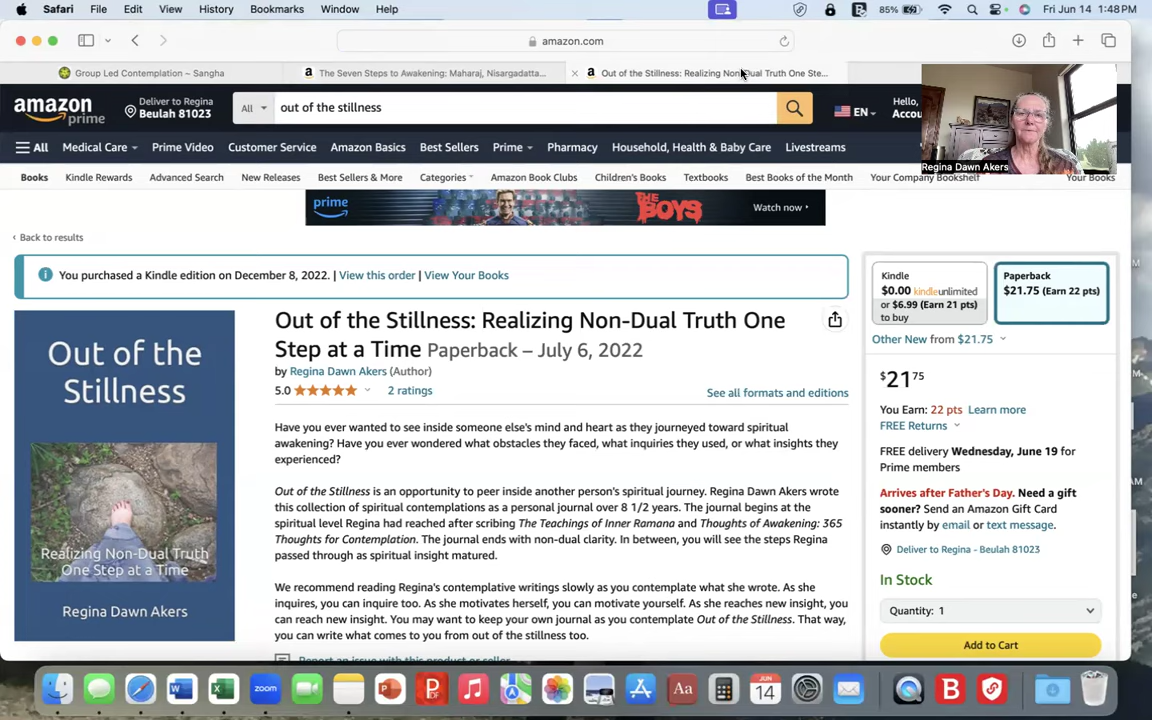 Safari File Edit View History Bookmarks Window Help 85% Fri Jun 14 1:48PM
amazon.com
Group Led Contemplation ~ Sangha
The Seven Steps to Awakening: Maharaj, Nisargadatta...
Out of the Stillness: Realizing Non-Dual Truth One Ste...
amazon prime
Deliver to Regina
Beulah 81023
All out of the stillness
EN
Hello,
Accou
Regina Dawn Akers
All Medical Care Prime Video Customer Service Amazon Basics Best Sellers Prime Pharmacy Household, Health & Baby Care Livestreams
Books Kindle Rewards Advanced Search New Releases Best Sellers & More Categories Amazon Book Clubs Children's Books Textbooks Best Books of the Month Your Company Bookshelf Your Books
prime THE BOYS Watch now
‹ Back to results
You purchased a Kindle edition on December 8, 2022. | View this order | View Your Books
Out of the
Stillness
Realizing Non-Dual Truth
One Step at a Time
Regina Dawn Akers
Out of the Stillness: Realizing Non-Dual Truth One
Step at a Time Paperback – July 6, 2022
by Regina Dawn Akers (Author)
5.0 2 ratings
See all formats and editions
Have you ever wanted to see inside someone else's mind and heart as they journeyed toward spiritual
awakening? Have you ever wondered what obstacles they faced, what inquiries they used, or what insights they
experienced?
Out of the Stillness is an opportunity to peer inside another person's spiritual journey. Regina Dawn Akers wrote
this collection of spiritual contemplations as a personal journal over 8 1/2 years. The journal begins at the
spiritual level Regina had reached after scribing The Teachings of Inner Ramana and Thoughts of Awakening: 365
Thoughts for Contemplation. The journal ends with non-dual clarity. In between, you will see the steps Regina
passed through as spiritual insight matured.
We recommend reading Regina's contemplative writings slowly as you contemplate what she wrote. As she
inquires, you can inquire too. As she motivates herself, you can motivate yourself. As she reaches new insight, you
can reach new insight. You may want to keep your own journal as you contemplate Out of the Stillness. That way,
you can write what comes to you from out of the stillness too.
Report an issue with this product or seller
Kindle
$0.00 kindleunlimited
or $6.99 (Earn 21 pts)
to buy
Paperback
$21.75 (Earn 22 pts)
Other New from $21.75
$21 75
You Earn: 22 pts Learn more
FREE Returns
FREE delivery Wednesday, June 19 for
Prime members
Arrives after Father's Day. Need a gift
sooner? Send an Amazon Gift Card
instantly by email or text message.
Deliver to Regina - Beulah 81023
In Stock
Quantity: 1
Add to Cart
zoom
JUN
14
Aa
B